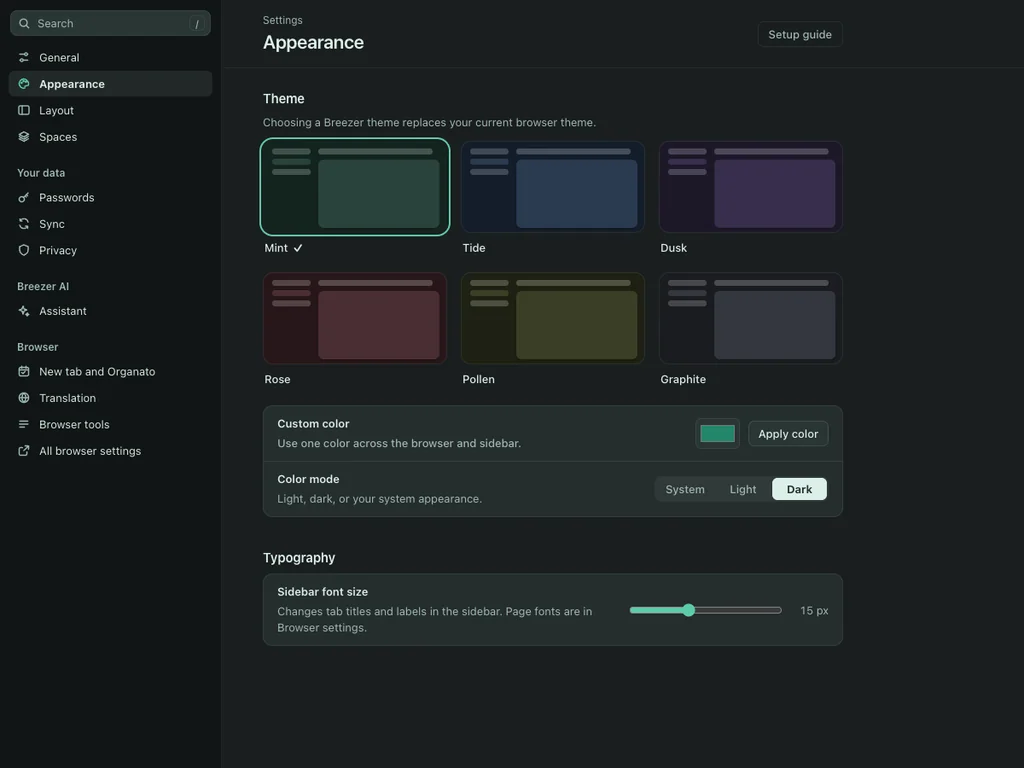 Search
/
General
Appearance
Layout
Spaces
Your data
Passwords
Sync
Privacy
Breezer AI
Assistant
Browser
New tab and Organato
Translation
Browser tools
All browser settings
Settings
Appearance
Setup guide
Theme
Choosing a Breezer theme replaces your current browser theme.
Mint
Tide
Dusk
Rose
Pollen
Graphite
Custom color
Use one color across the browser and sidebar.
Apply color
Color mode
Light, dark, or your system appearance.
System
Light
Dark
Typography
Sidebar font size
Changes tab titles and labels in the sidebar. Page fonts are in
Browser settings.
15 px